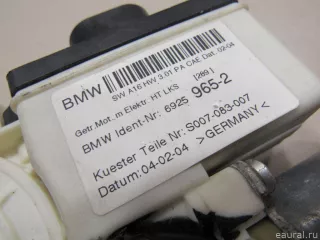 BMW
SW A16 HW 3.01 PA CAE Dat. 02-04
Getr.Mot..m Elektr. HT LKS [289]
BMW Ident-Nr: 6925 965-2
Kuester Teile Nr: S007-083-007
Datum: 04-02-04 >GERMANY<
© eaural.ru